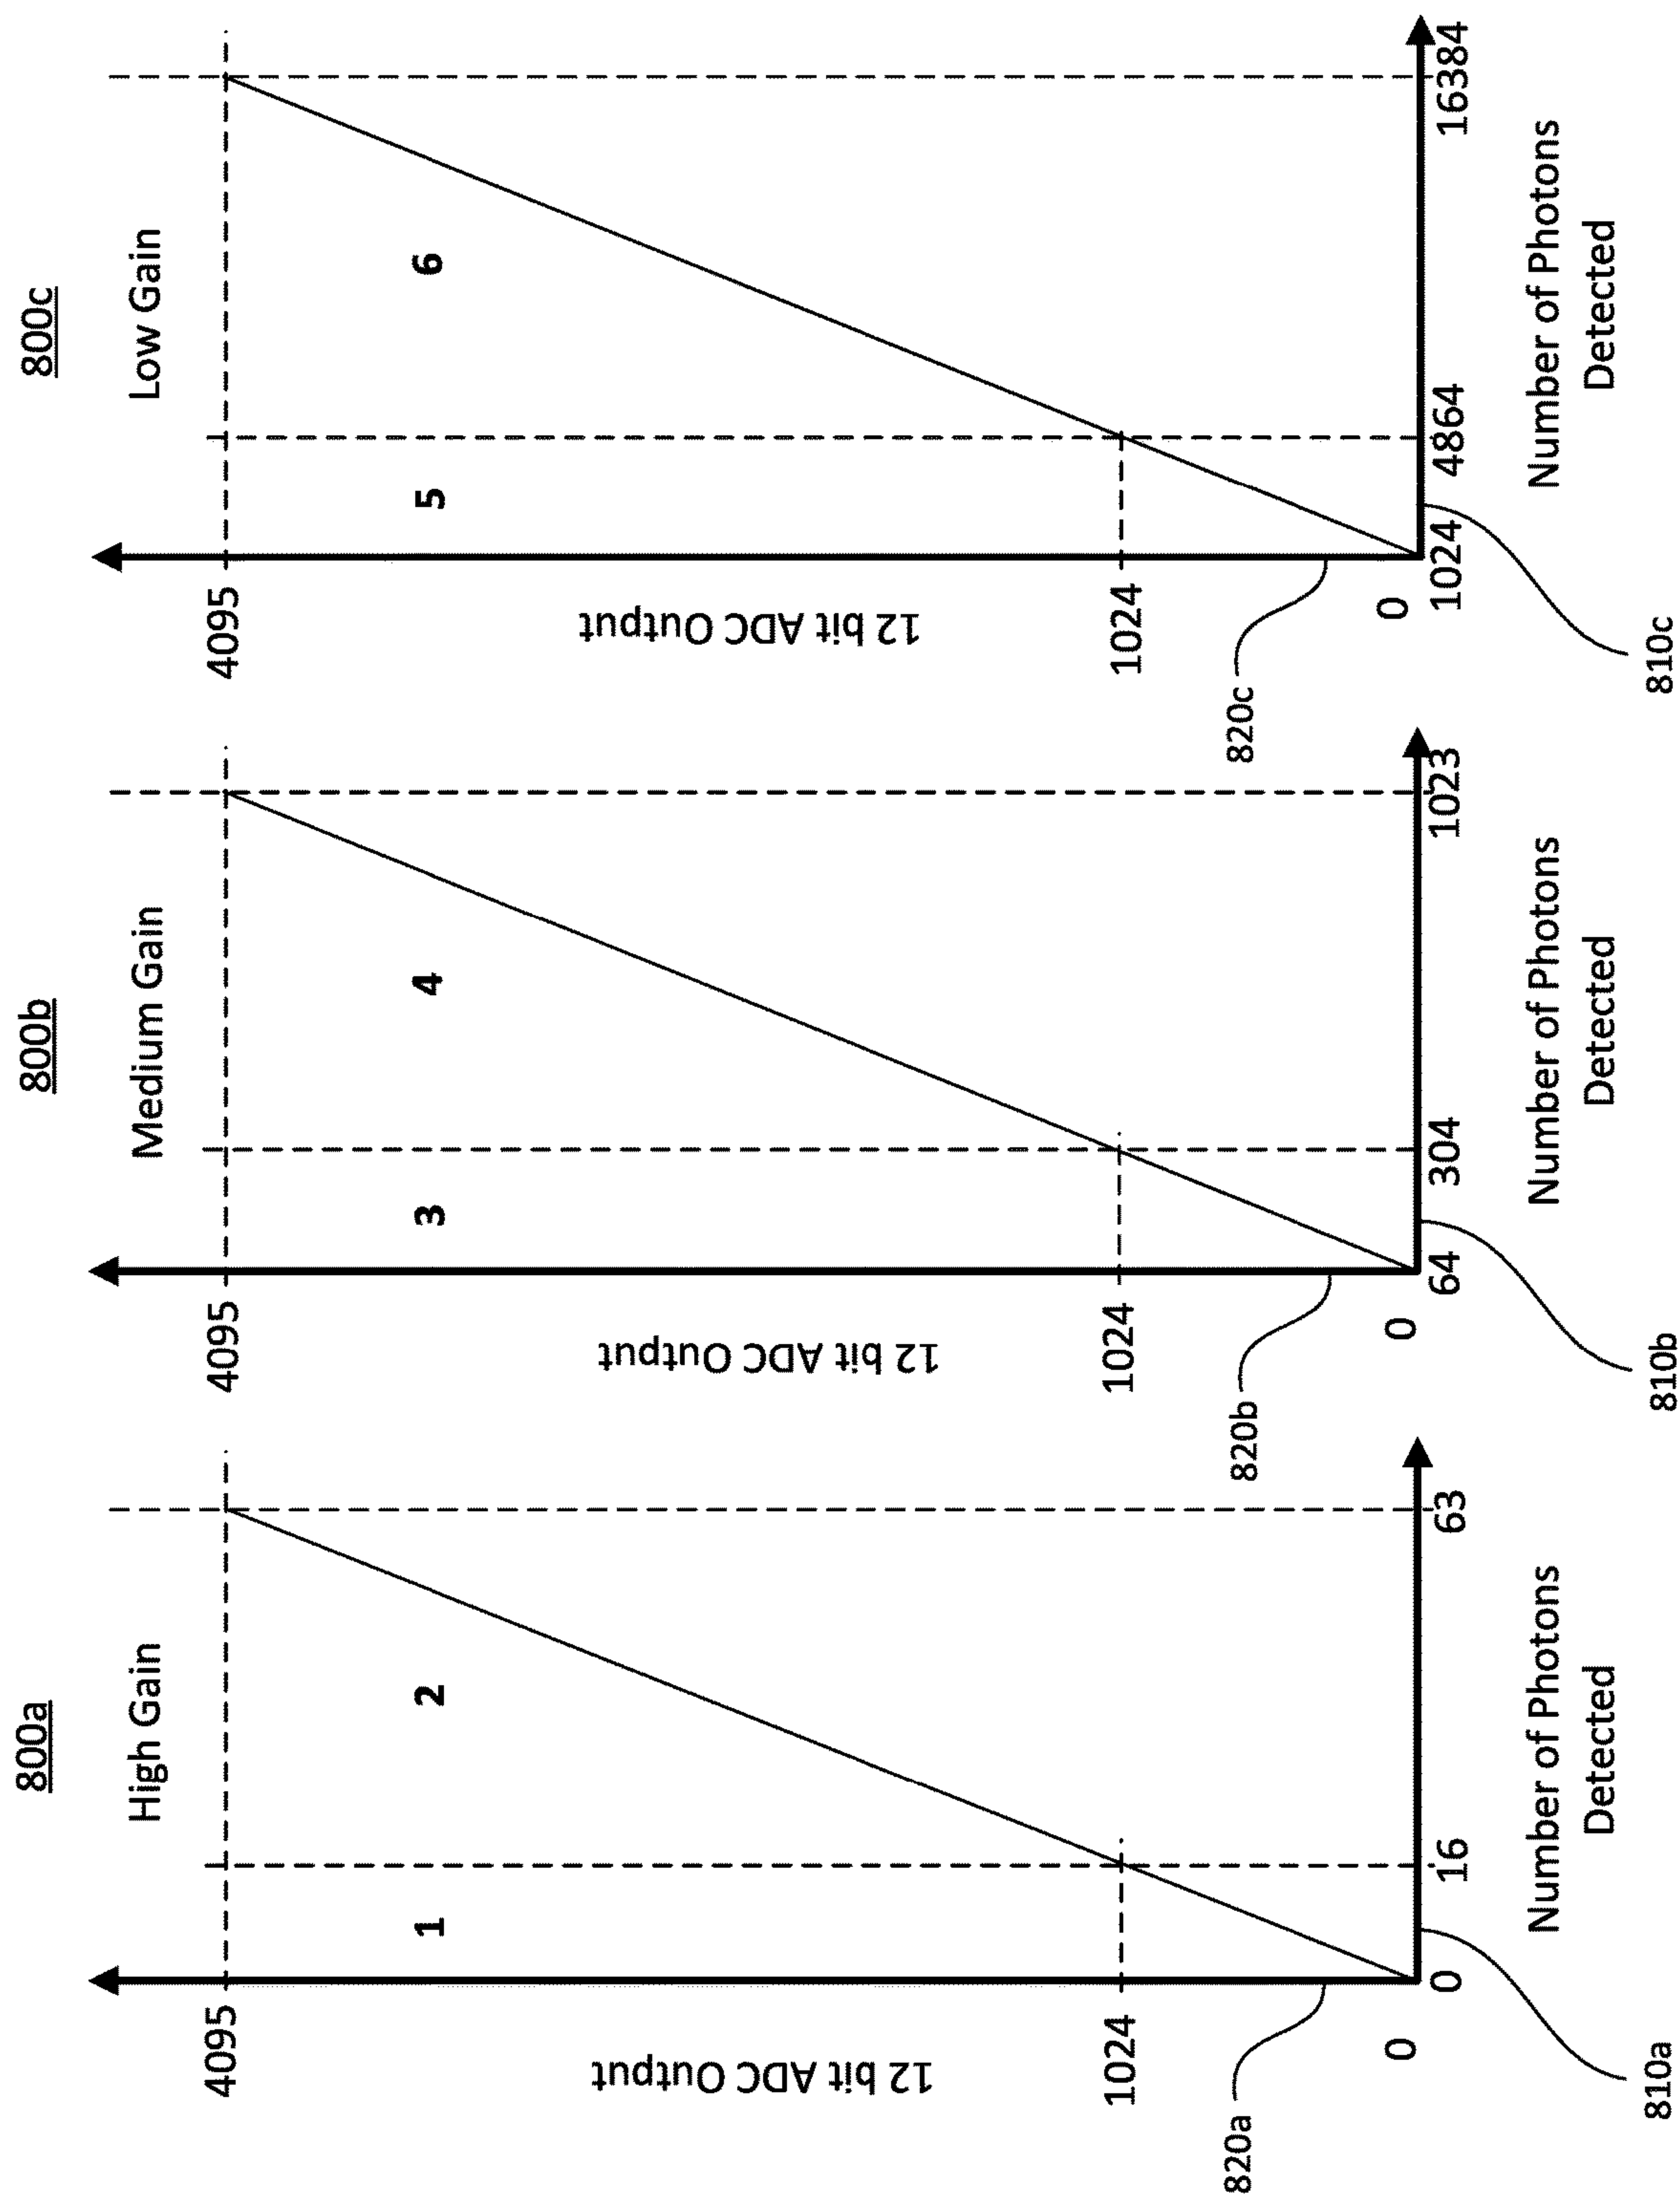 800a
High Gain
4095
12 bit ADC Output
1024
0
1
2
0
16
63
Number of Photons
Detected
820a
810a
800b
Medium Gain
4095
12 bit ADC Output
1024
0
3
4
64
304
1023
Number of Photons
Detected
820b
810b
800c
Low Gain
4095
12 bit ADC Output
1024
0
5
6
1024
4864
16384
Number of Photons
Detected
820c
810c